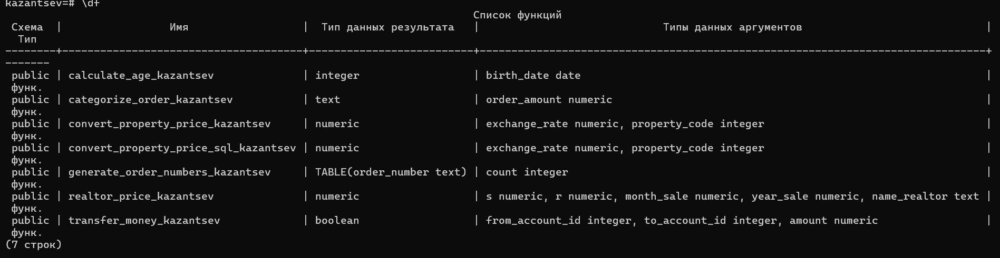 kazantsev=# \df
Список функций
Схема | Имя | Тип данных результата | Типы данных аргументов |
Тип
--------+--------------------------------------+--------------------------+--------------------------------------------------------------------------------+
-------
public | calculate_age_kazantsev | integer | birth_date date |
функ.
public | categorize_order_kazantsev | text | order_amount numeric |
функ.
public | convert_property_price_kazantsev | numeric | exchange_rate numeric, property_code integer |
функ.
public | convert_property_price_sql_kazantsev | numeric | exchange_rate numeric, property_code integer |
функ.
public | generate_order_numbers_kazantsev | TABLE(order_number text) | count integer |
функ.
public | realtor_price_kazantsev | numeric | s numeric, r numeric, month_sale numeric, year_sale numeric, name_realtor text |
функ.
public | transfer_money_kazantsev | boolean | from_account_id integer, to_account_id integer, amount numeric |
функ.
(7 строк)